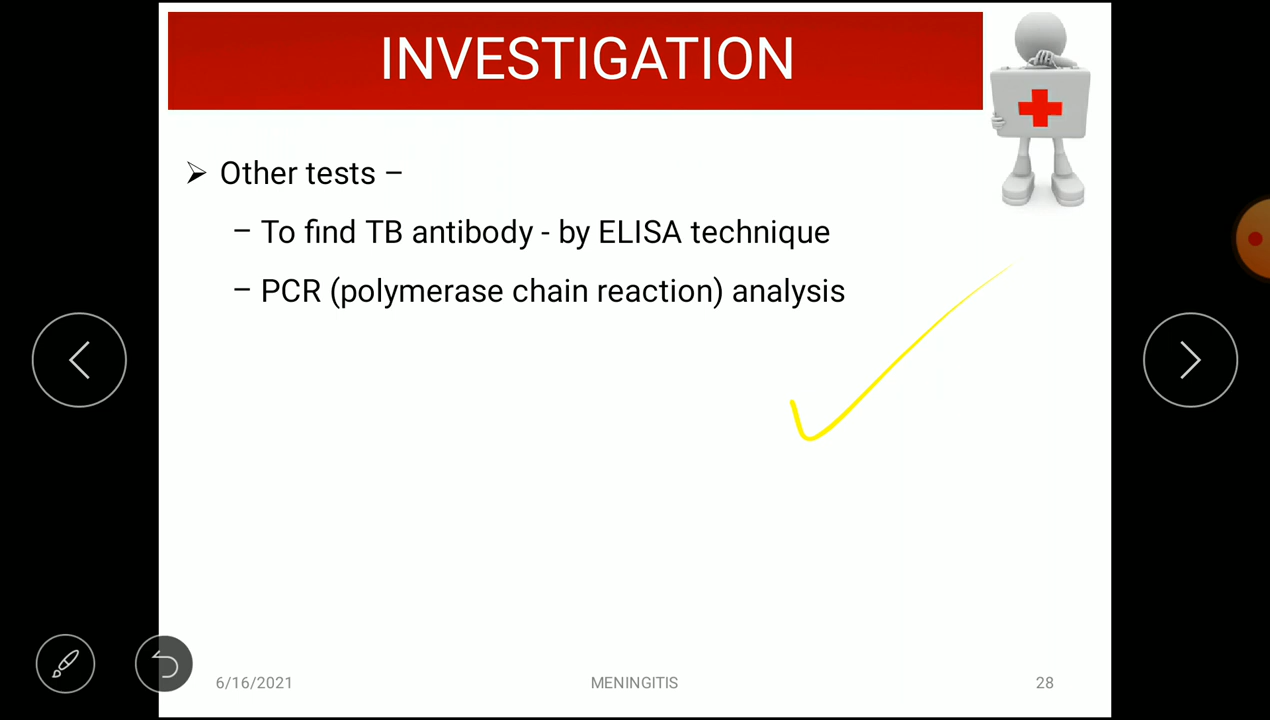 INVESTIGATION
➢ Other tests –
– To find TB antibody - by ELISA technique
– PCR (polymerase chain reaction) analysis
6/16/2021
MENINGITIS
28